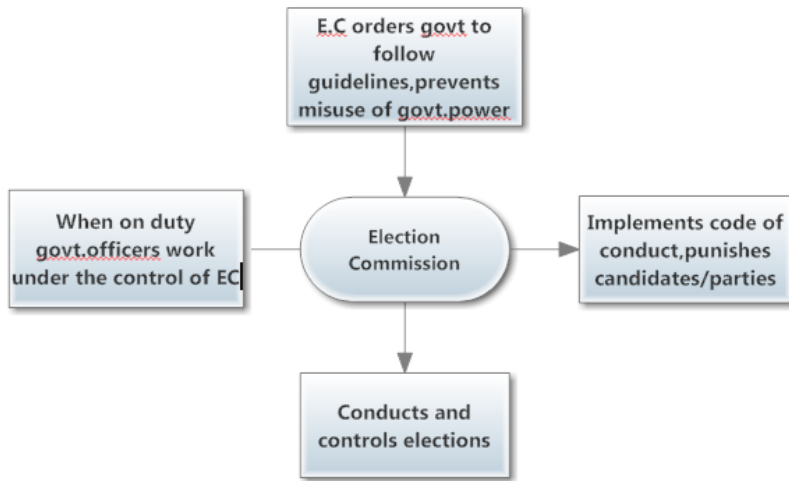 E.C orders govt to
follow
guidelines,prevents
misuse of govt.power
When on duty
govt.officers work
under the control of EC
Election
Commission
Implements code of
conduct,punishes
candidates/parties
Conducts and
controls elections